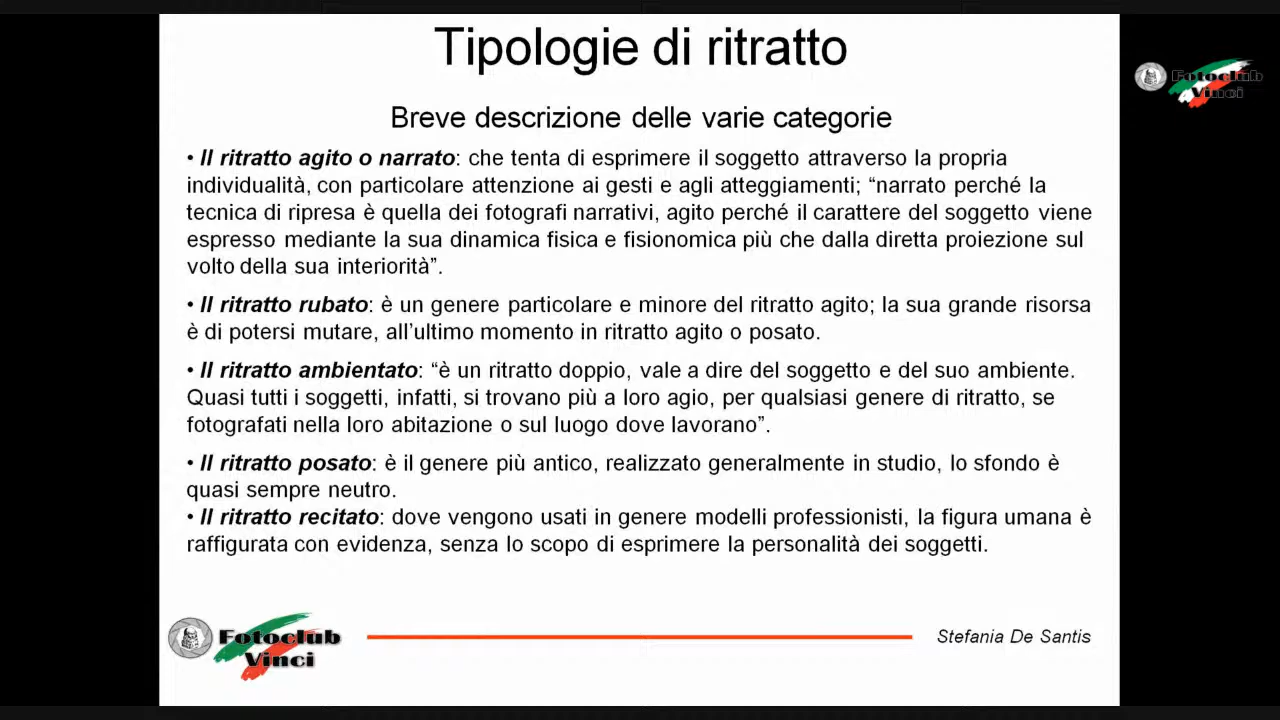 Tipologie di ritratto
Fotoclub
Vinci
Breve descrizione delle varie categorie
• Il ritratto agito o narrato: che tenta di esprimere il soggetto attraverso la propria
individualità, con particolare attenzione ai gesti e agli atteggiamenti; “narrato perché la
tecnica di ripresa è quella dei fotografi narrativi, agito perché il carattere del soggetto viene
espresso mediante la sua dinamica fisica e fisionomica più che dalla diretta proiezione sul
volto della sua interiorità”.
• Il ritratto rubato: è un genere particolare e minore del ritratto agito; la sua grande risorsa
è di potersi mutare, all’ultimo momento in ritratto agito o posato.
• Il ritratto ambientato: “è un ritratto doppio, vale a dire del soggetto e del suo ambiente.
Quasi tutti i soggetti, infatti, si trovano più a loro agio, per qualsiasi genere di ritratto, se
fotografati nella loro abitazione o sul luogo dove lavorano”.
• Il ritratto posato: è il genere più antico, realizzato generalmente in studio, lo sfondo è
quasi sempre neutro.
• Il ritratto recitato: dove vengono usati in genere modelli professionisti, la figura umana è
raffigurata con evidenza, senza lo scopo di esprimere la personalità dei soggetti.
Fotoclub
Vinci
Stefania De Santis